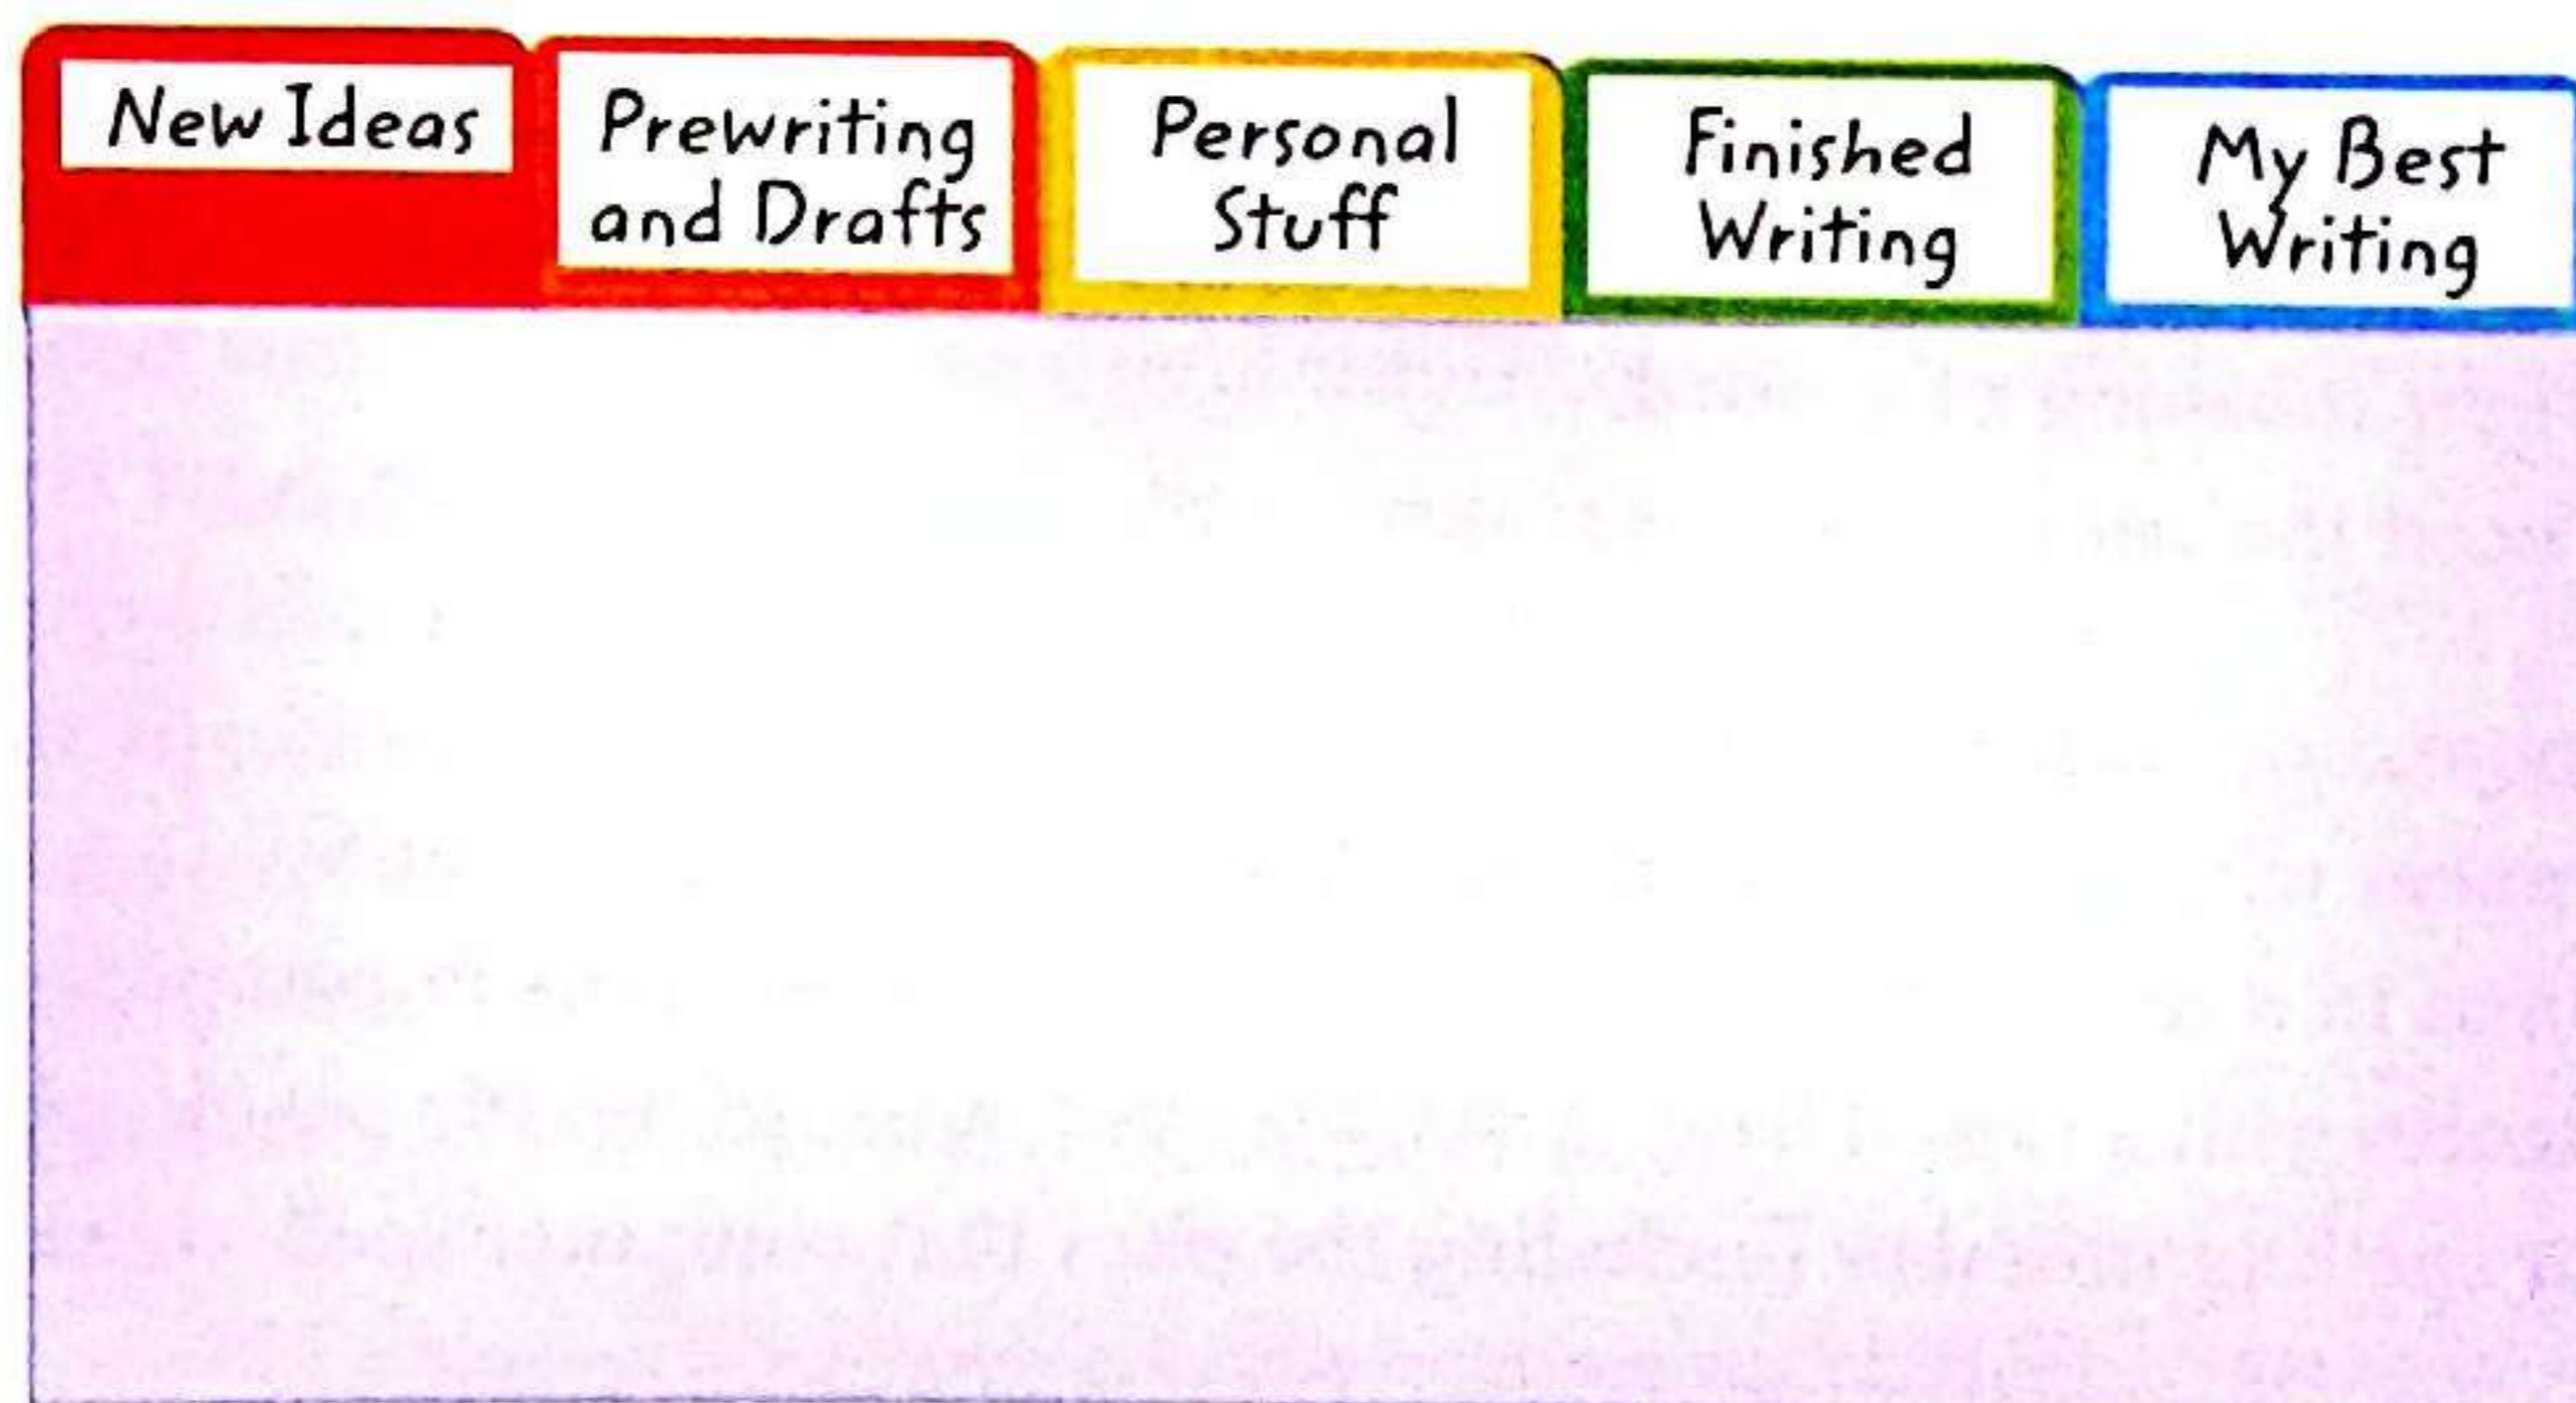 New Ideas
Prewriting
and Drafts
Personal
Stuff
Finished
Writing
My Best
Writing